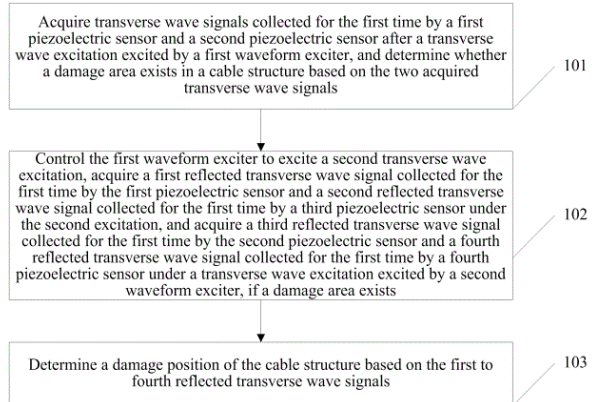 Acquire transverse wave signals collected for the first time by a first
piezoelectric sensor and a second piezoelectric sensor after a transverse
wave excitation excited by a first waveform exciter, and determine whether
a damage area exists in a cable structure based on the two acquired
transverse wave signals
101
Control the first waveform exciter to excite a second transverse wave
excitation, acquire a first reflected transverse wave signal collected for the
first time by the first piezoelectric sensor and a second reflected transverse
wave signal collected for the first time by a third piezoelectric sensor under
the second excitation, and acquire a third reflected transverse wave signal
collected for the first time by the second piezoelectric sensor and a fourth
reflected transverse wave signal collected for the first time by a fourth
piezoelectric sensor under a transverse wave excitation excited by a second
waveform exciter, if a damage area exists
102
Determine a damage position of the cable structure based on the first to
fourth reflected transverse wave signals
103